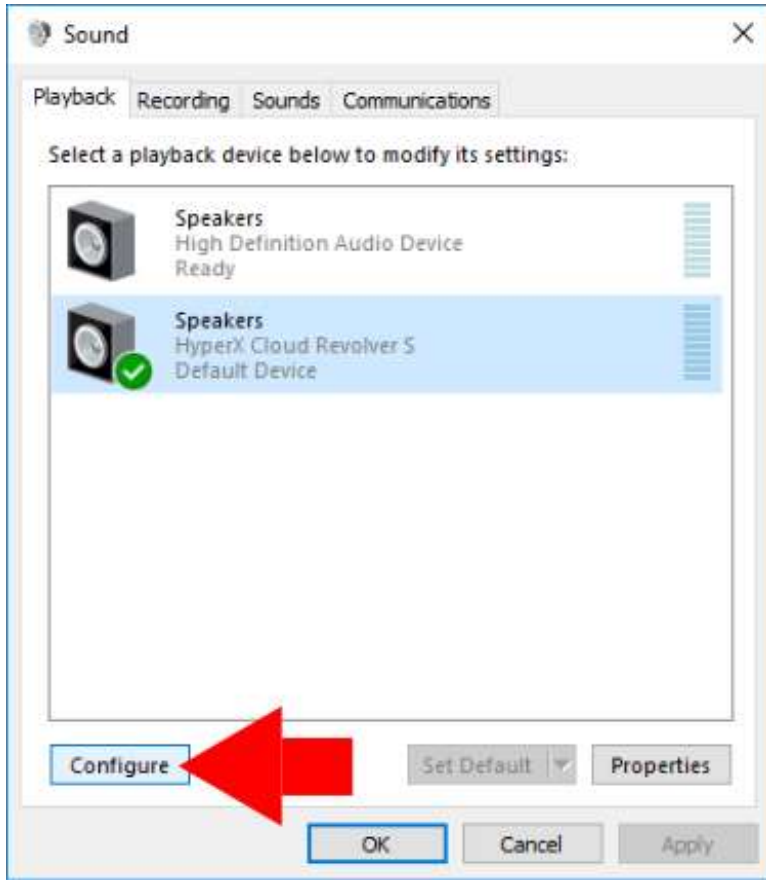 Sound
Playback Recording Sounds Communications
Select a playback device below to modify its settings:
Speakers
High Definition Audio Device
Ready
Speakers
HyperX Cloud Revolver S
Default Device
Configure Set Default Properties
OK Cancel Apply